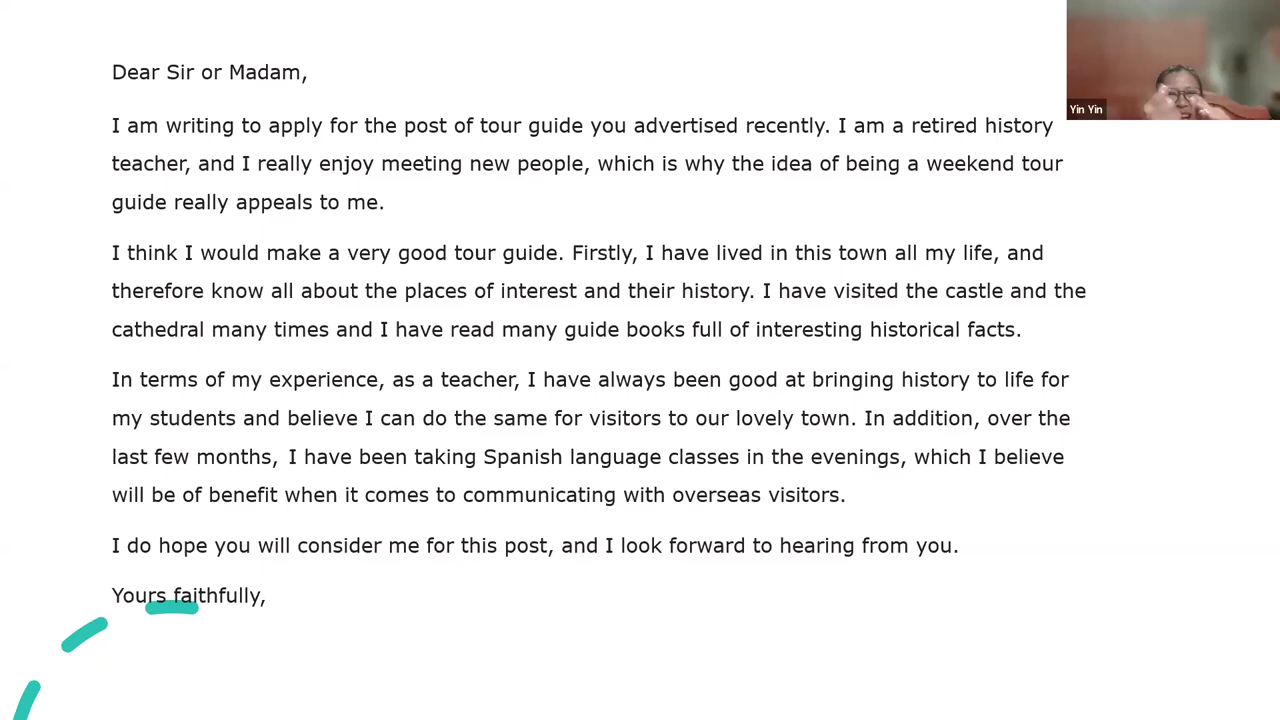 Dear Sir or Madam,
I am writing to apply for the post of tour guide you advertised recently. I am a retired history
teacher, and I really enjoy meeting new people, which is why the idea of being a weekend tour
guide really appeals to me.
I think I would make a very good tour guide. Firstly, I have lived in this town all my life, and
therefore know all about the places of interest and their history. I have visited the castle and the
cathedral many times and I have read many guide books full of interesting historical facts.
In terms of my experience, as a teacher, I have always been good at bringing history to life for
my students and believe I can do the same for visitors to our lovely town. In addition, over the
last few months, I have been taking Spanish language classes in the evenings, which I believe
will be of benefit when it comes to communicating with overseas visitors.
I do hope you will consider me for this post, and I look forward to hearing from you.
Yours faithfully,
Yin Yin